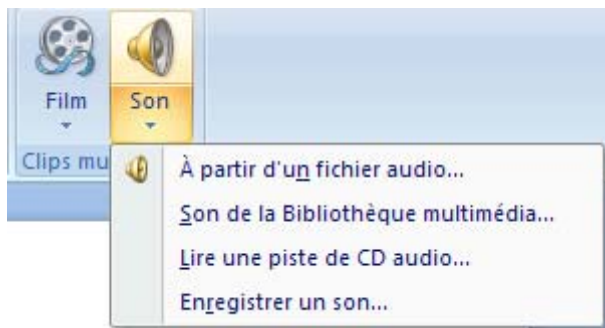 Film Son
Clips mu
À partir d'un fichier audio...
Son de la Bibliothèque multimédia...
Lire une piste de CD audio...
Enregistrer un son...